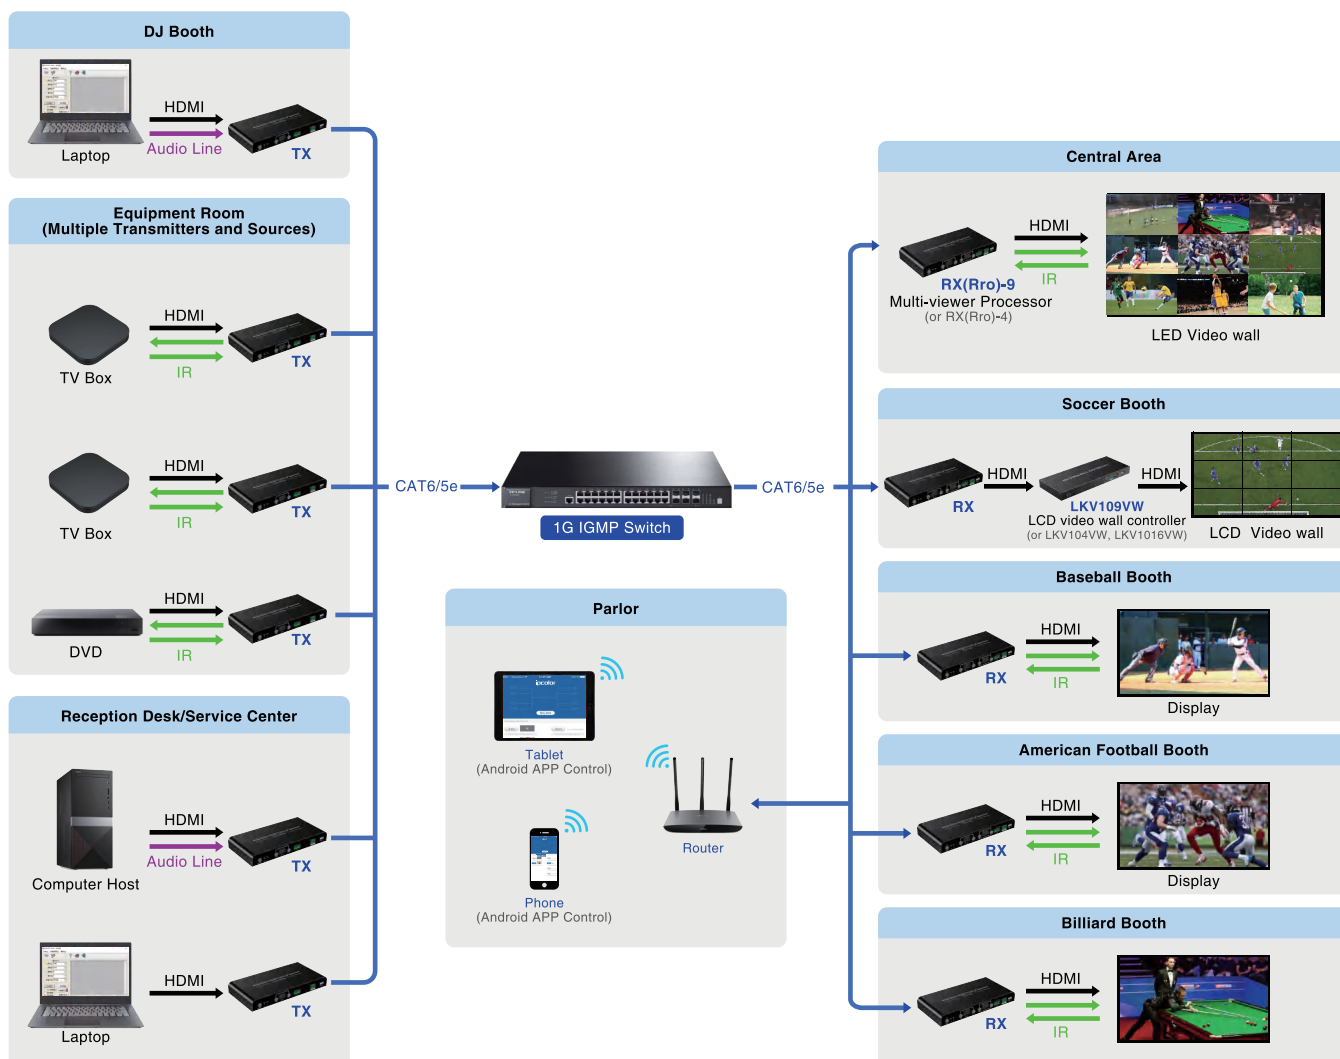 DJ Booth
HDMI
Audio Line
Laptop
TX
Equipment Room
(Multiple Transmitters and Sources)
HDMI
IR
TV Box
TX
HDMI
IR
TV Box
TX
HDMI
IR
DVD
TX
Reception Desk/Service Center
HDMI
Audio Line
Computer Host
TX
HDMI
Laptop
TX
CAT6/5e
1G IGMP Switch
CAT6/5e
Parlor
ipcolor
Tablet
(Android APP Control)
Phone
(Android APP Control)
Router
Central Area
HDMI
IR
RX(Rro)-9
Multi-viewer Processor
(or RX(Rro)-4)
LED Video wall
Soccer Booth
HDMI
HDMI
RX
LKV109VW
LCD video wall controller
(or LKV104VW, LKV1016VW)
LCD Video wall
Baseball Booth
HDMI
IR
RX
Display
American Football Booth
HDMI
IR
RX
Display
Billiard Booth
HDMI
IR
RX